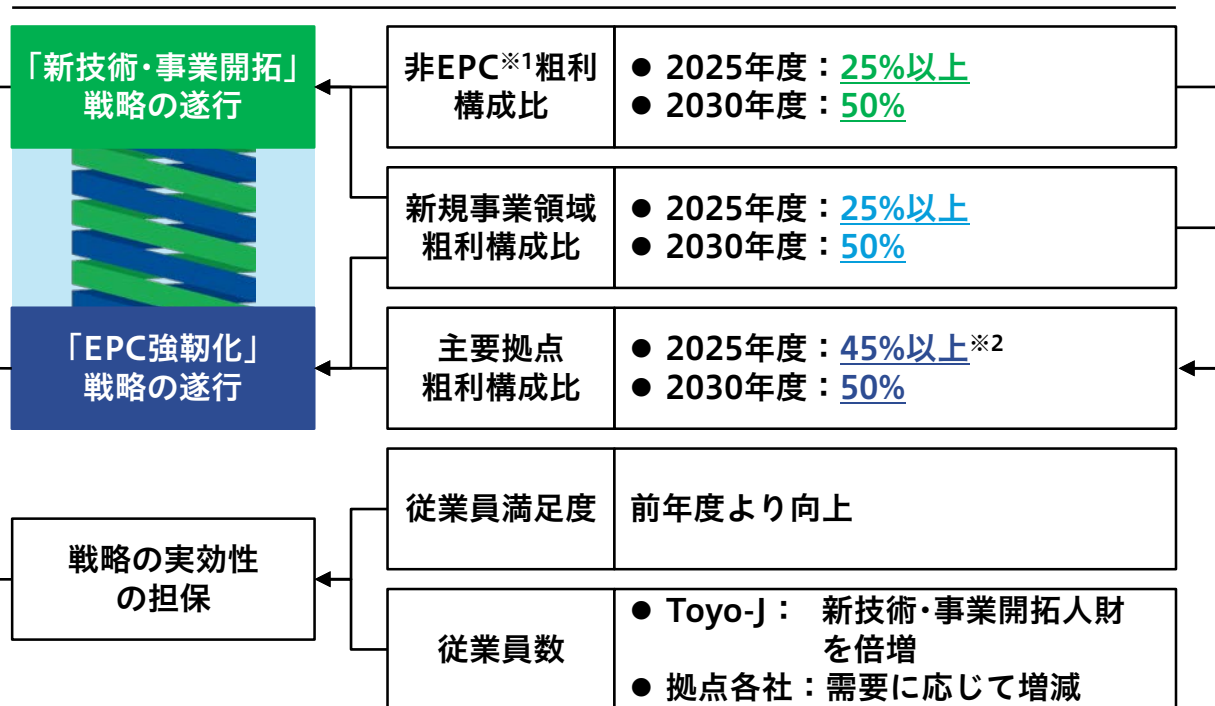 「新技術・事業開拓」
戦略の遂行
非EPC※1粗利
構成比
● 2025年度：25%以上
● 2030年度：50%
新規事業領域
粗利構成比
● 2025年度：25%以上
● 2030年度：50%
「EPC強靭化」
戦略の遂行
主要拠点
粗利構成比
● 2025年度：45%以上※2
● 2030年度：50%
戦略の実効性
の担保
従業員満足度
前年度より向上
従業員数
● Toyo-J： 新技術・事業開拓人財
を倍増
● 拠点各社：需要に応じて増減